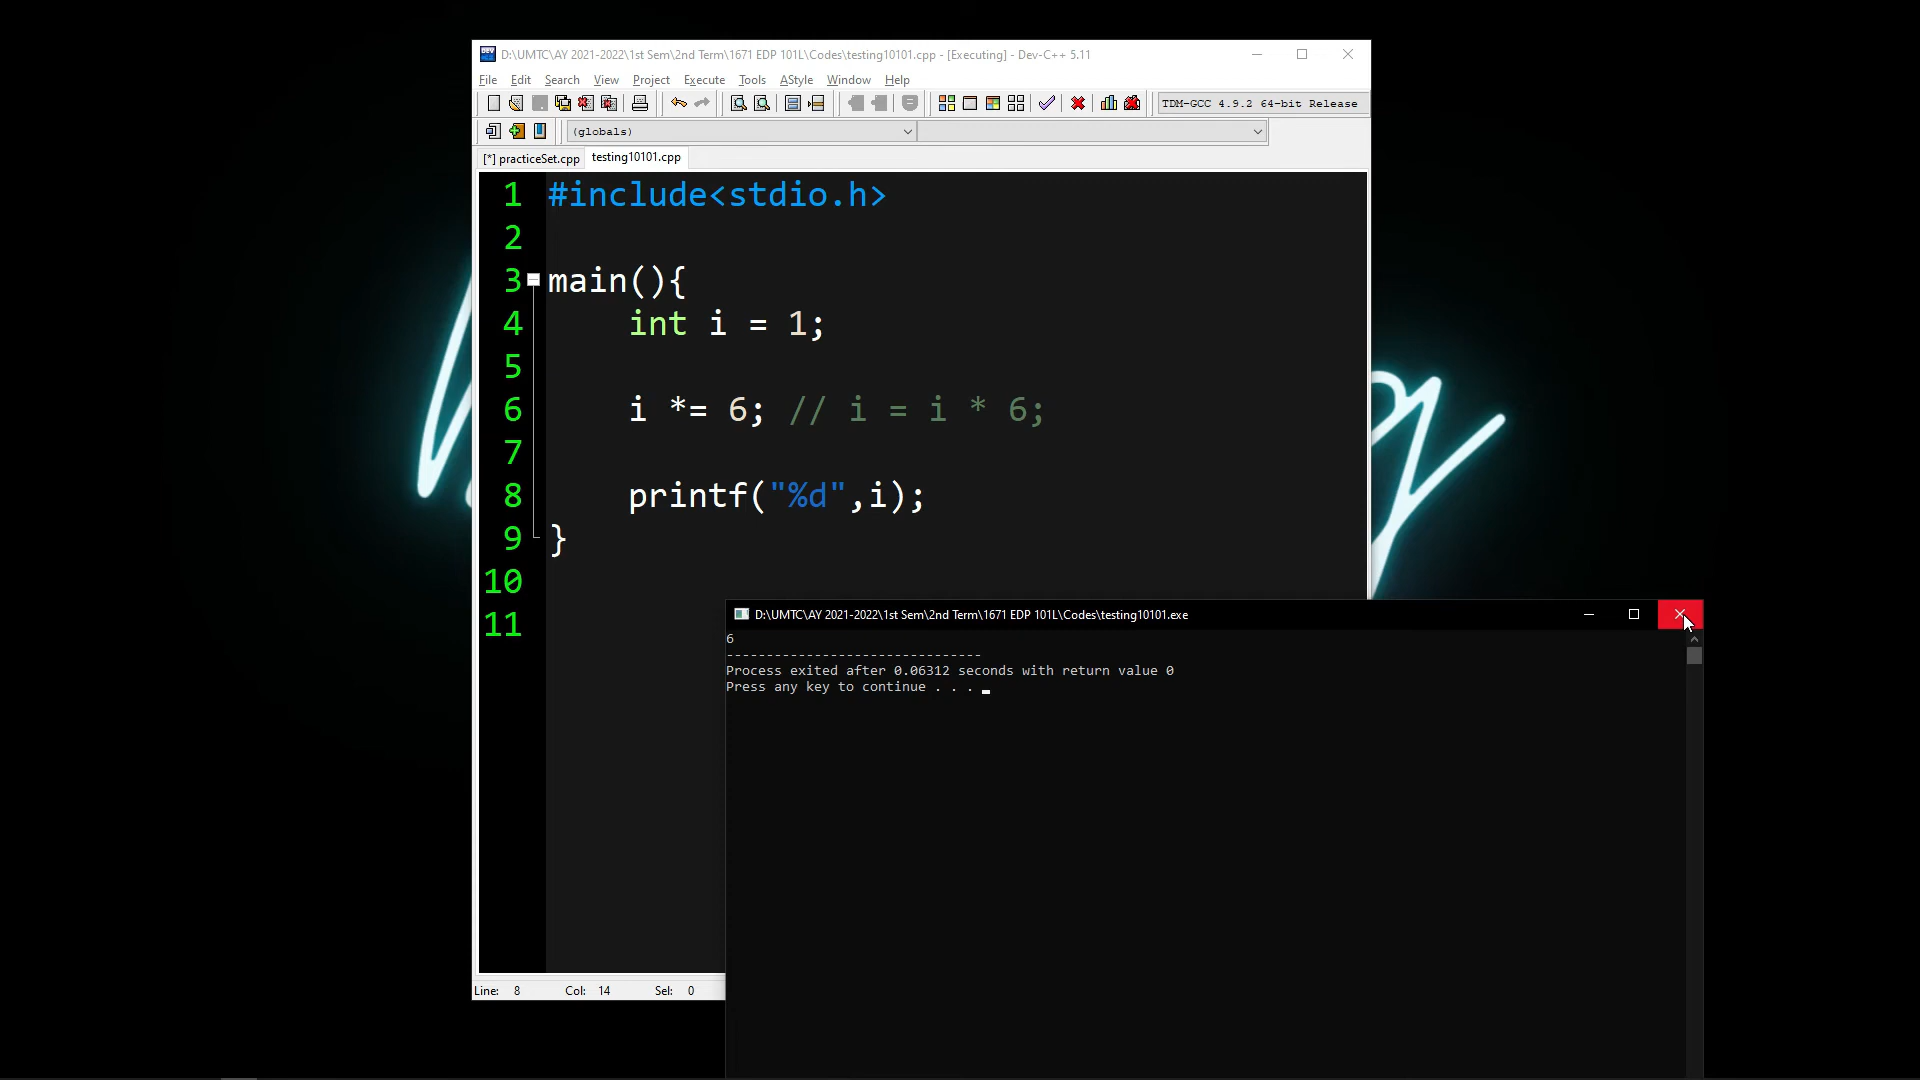 D:\UMTC\AY 2021-2022\1st Sem\2nd Term\1671 EDP 101L\Codes\testing10101.cpp - [Executing] - Dev-C++ 5.11
File Edit Search View Project Execute Tools AStyle Window Help
TDM-GCC 4.9.2 64-bit Release
(globals)
[*] practiceSet.cpp testing10101.cpp
1 #include<stdio.h>
2
3 main(){
4 int i = 1;
5
6 i *= 6; // i = i * 6;
7
8 printf("%d",i);
9 }
10
11
D:\UMTC\AY 2021-2022\1st Sem\2nd Term\1671 EDP 101L\Codes\testing10101.exe
6
--------------------------------
Process exited after 0.06312 seconds with return value 0
Press any key to continue . . .
Line: 8 Col: 14 Sel: 0